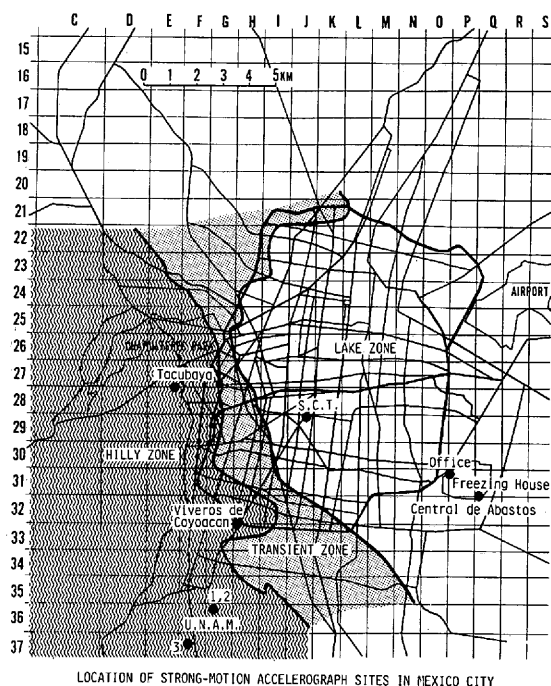 C D E F G H I J K L M N O P Q R S
15
16
0 1 2 3 4 5 KM
17
18
19
20
21
22
23
24
AIRPORT
25
26
LAKE ZONE
27
Tacubaya
28
S.C.T.
29
30
HILLY ZONE
Office
31
Freezing House
Viveros de
Coyoacan
Central de Abastos
32
33
TRANSIENT ZONE
34
35
1,2
36
U.N.A.M.
37
3
LOCATION OF STRONG-MOTION ACCELEROGRAPH SITES IN MEXICO CITY